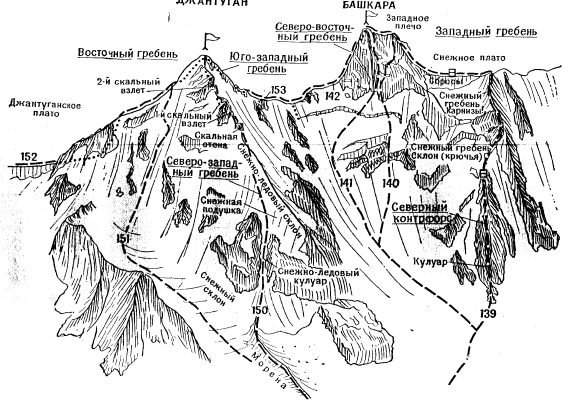 ДЖАНТУГАН
БАШКАРА
Северо-восточ-
ный гребень
Западное
плечо
Западный гребень
Восточный гребень
Юго-западный
гребень
Снежное плато
2-й скальный
взлет
153
142
Обрывы
Снежный
гребень
Карнизы
Джантуганское
плато
1-й скальный
взлет
Скальная
стена
152
Северо-запад-
ный гребень
Снежно-ледовый склон
Снежный гребень
Склон (крючья)
141
140
Снежная
подушка
Северный
контрфорс
151
Снежный
склон
Снежно-ледовый
кулуар
Кулуар
150
139
Морена